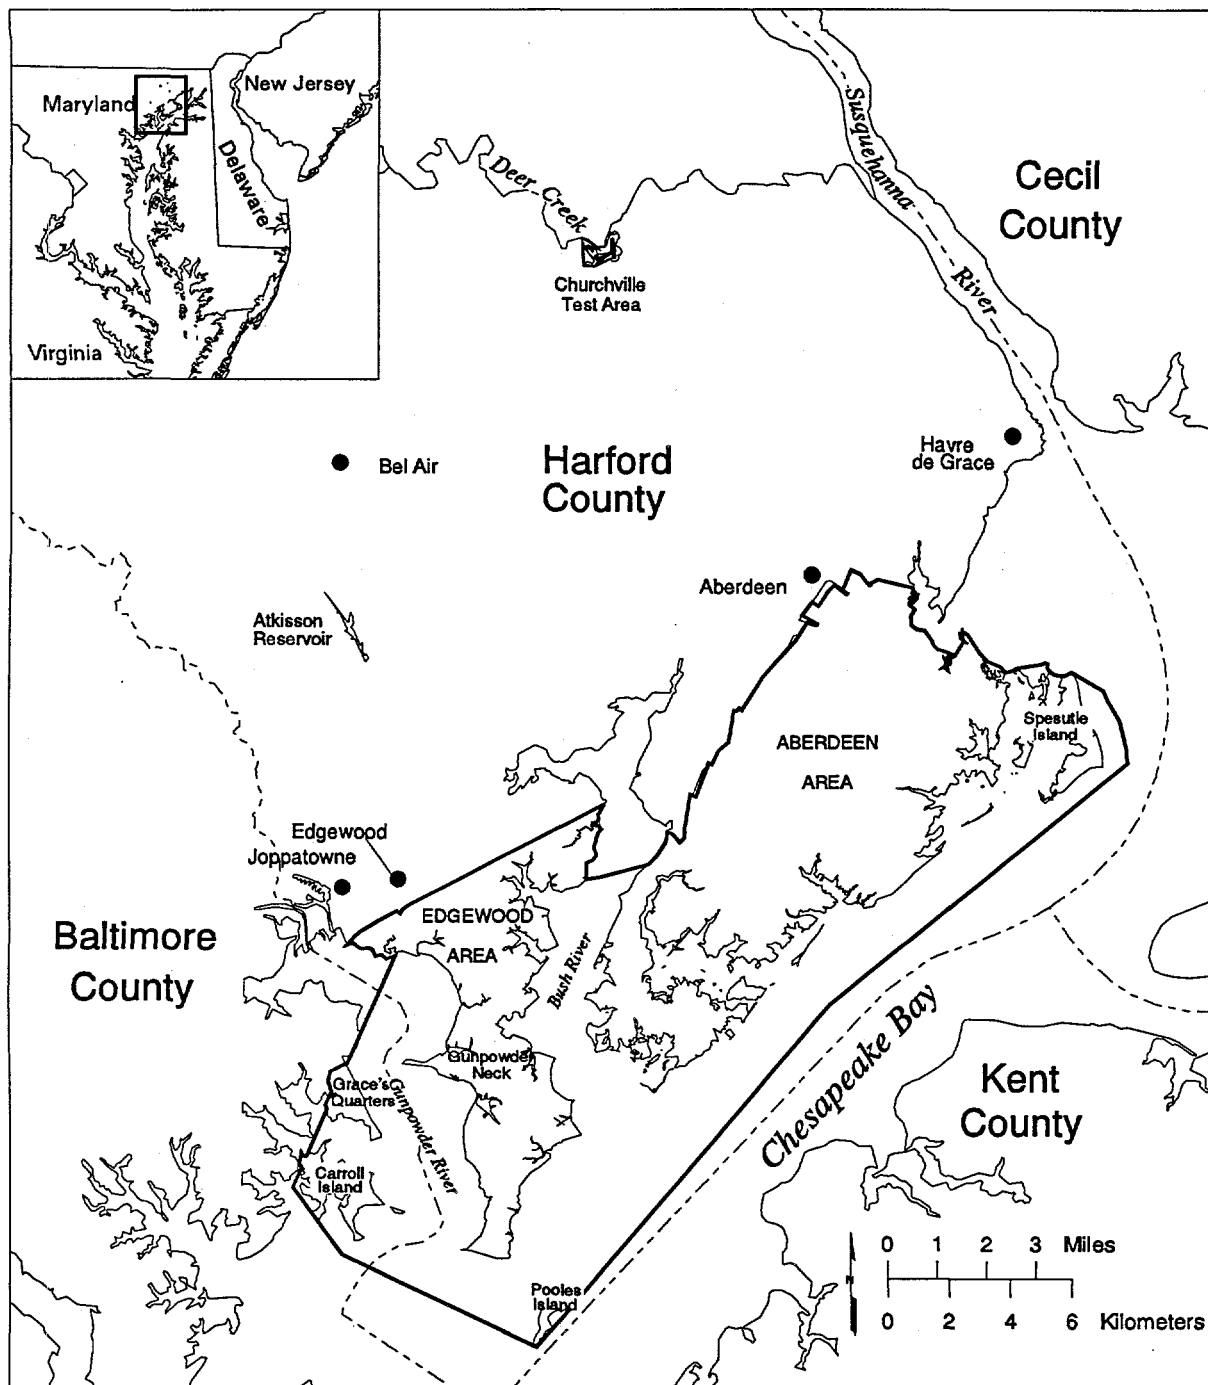 New Jersey
Maryland
Delaware
Virginia
Susquehanna
River
Cecil
County
Deer Creek
Churchville
Test Area
Harford
County
Havre
de Grace
Bel Air
Aberdeen
Atkisson
Reservoir
Spesutie
Island
ABERDEEN
AREA
Edgewood
Joppatowne
EDGEWOOD
AREA
Baltimore
County
Bush River
Gunpowder
Neck
Grace's
Quarters
Gunpowder River
Chesapeake Bay
Kent
County
Carroll
Island
Pooles
Island
N
0 1 2 3 Miles
0 2 4 6 Kilometers